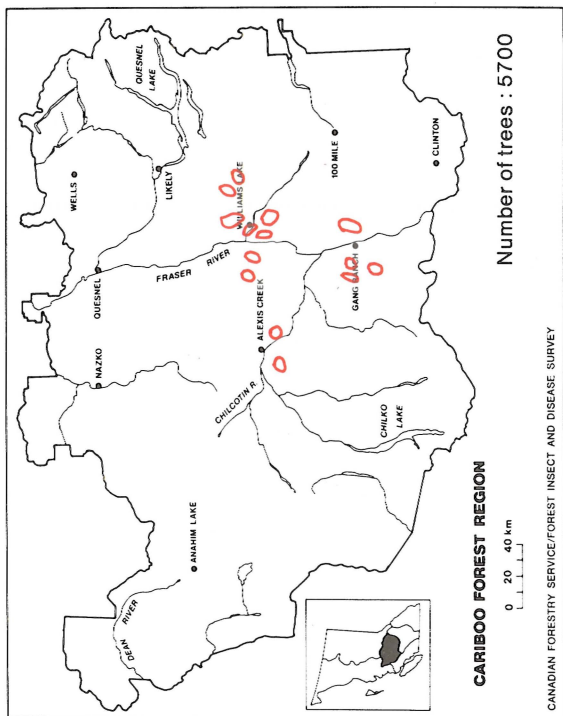 WELLS
QUESNEL
LAKE
LIKELY
QUESNEL
NAZKO
FRASER RIVER
WILLIAMS LAKE
100 MILE
CLINTON
ALEXIS CREEK
GANG RANCH
CHILCOTIN R.
CHILKO
LAKE
ANAHIM LAKE
DEAN RIVER
Number of trees : 5700
CARIBOO FOREST REGION
0 20 40 km
CANADIAN FORESTRY SERVICE/FOREST INSECT AND DISEASE SURVEY